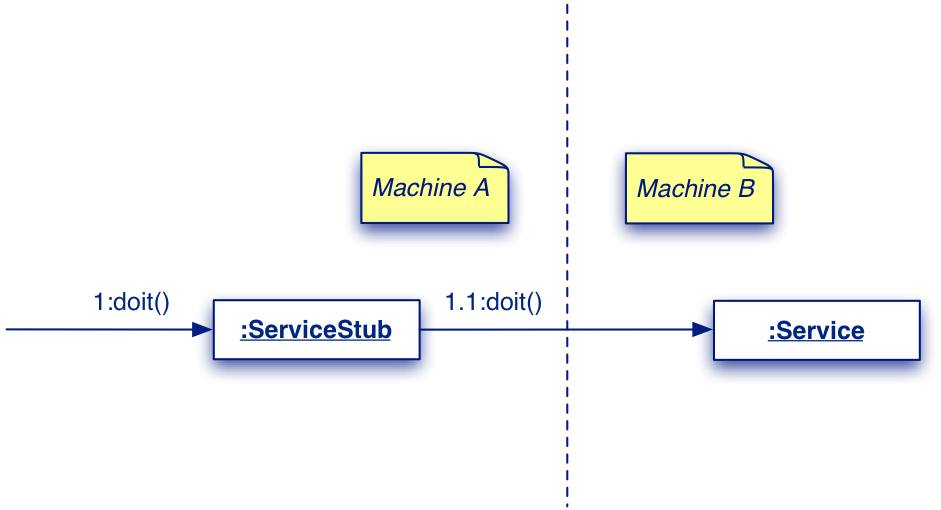 Machine A
Machine B
1:doit()
:ServiceStub
1.1:doit()
:Service